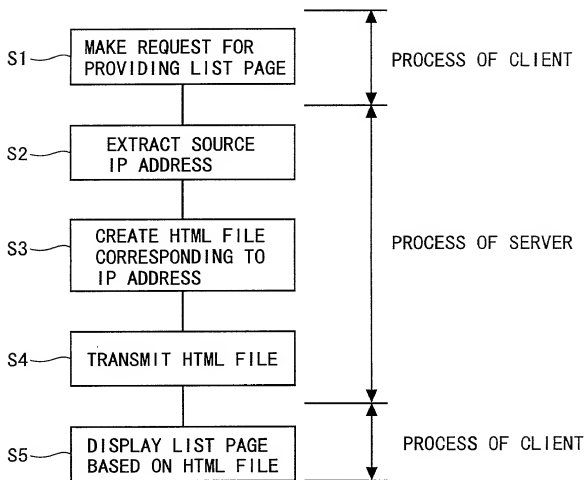 S1
MAKE REQUEST FOR
PROVIDING LIST PAGE
PROCESS OF CLIENT
S2
EXTRACT SOURCE
IP ADDRESS
S3
CREATE HTML FILE
CORRESPONDING TO
IP ADDRESS
PROCESS OF SERVER
S4
TRANSMIT HTML FILE
S5
DISPLAY LIST PAGE
BASED ON HTML FILE
PROCESS OF CLIENT